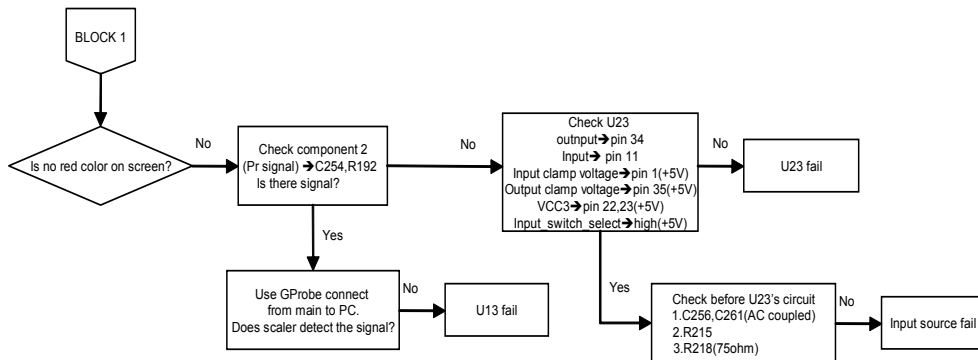 BLOCK 1
Is no red color on screen?
No
Check component 2
(Pr signal) ➔C254,R192
Is there signal?
No
Check U23
outnput➔pin 34
Input➔ pin 11
Input clamp voltage➔pin 1(+5V)
Output clamp voltage➔pin 35(+5V)
VCC3➔pin 22,23(+5V)
Input_switch_select➔high(+5V)
No
U23 fail
Yes
Use GProbe connect
from main to PC.
Does scaler detect the signal?
No
U13 fail
Yes
Check before U23’s circuit
1.C256,C261(AC coupled)
2.R215
3.R218(75ohm)
No
Input source fail